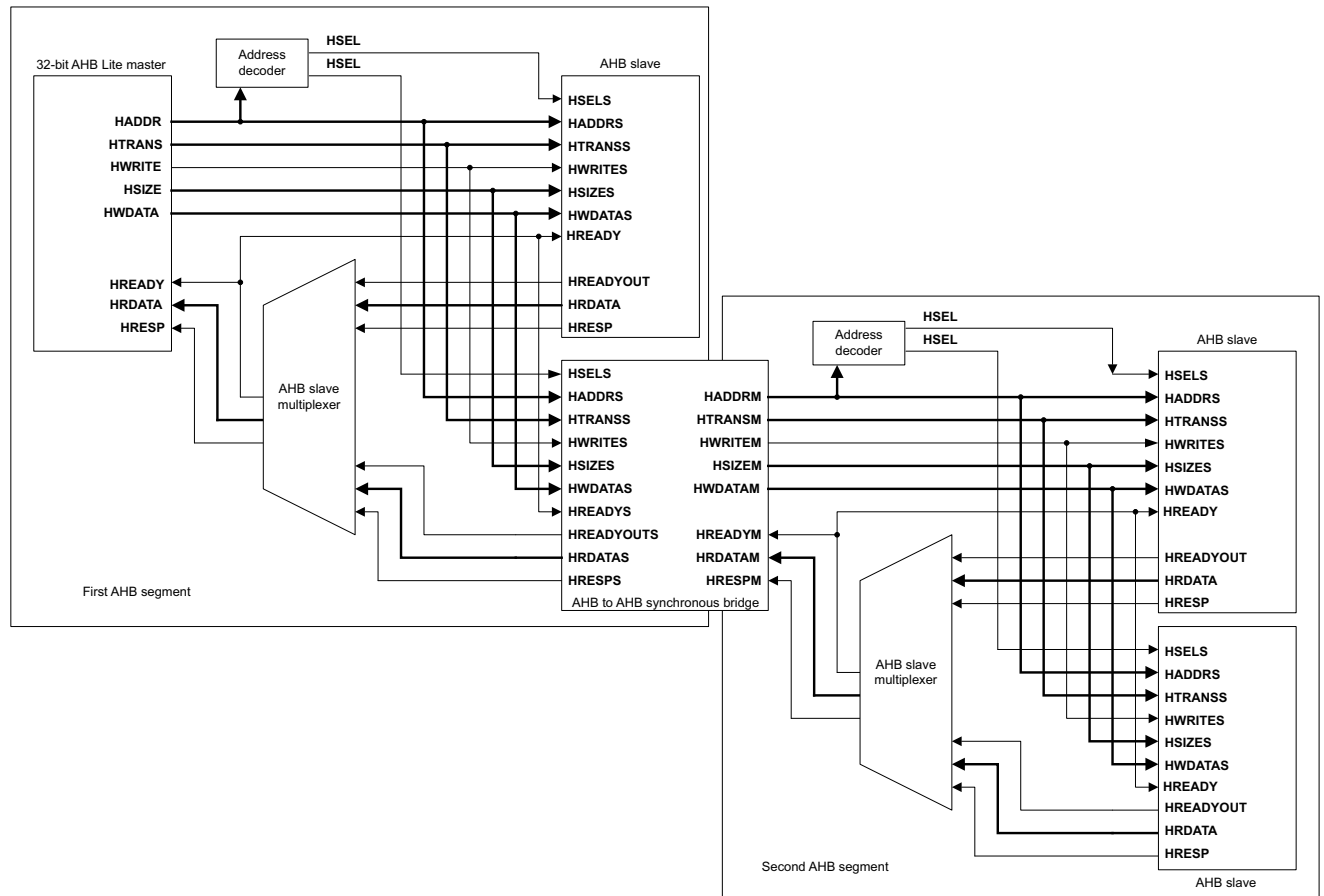 32-bit AHB Lite master
HADDR
HTRANS
HWRITE
HSIZE
HWDATA
HREADY
HRDATA
HRESP
Address
decoder
HSEL
HSEL
AHB slave
HSELS
HADDRS
HTRANSS
HWRITES
HSIZES
HWDATAS
HREADY
HREADYOUT
HRDATA
HRESP
AHB slave
multiplexer
HSELS
HADDRS
HTRANSS
HWRITES
HSIZES
HWDATAS
HREADYS
HREADYOUTS
HRDATAS
HRESPS
HADDRM
HTRANSM
HWRITEM
HSIZEM
HWDATAM
HREADYM
HRDATAM
HRESPM
AHB to AHB synchronous bridge
First AHB segment
Address
decoder
HSEL
HSEL
AHB slave
HSELS
HADDRS
HTRANSS
HWRITES
HSIZES
HWDATAS
HREADY
HREADYOUT
HRDATA
HRESP
AHB slave
multiplexer
HSELS
HADDRS
HTRANSS
HWRITES
HSIZES
HWDATAS
HREADY
HREADYOUT
HRDATA
HRESP
AHB slave
Second AHB segment